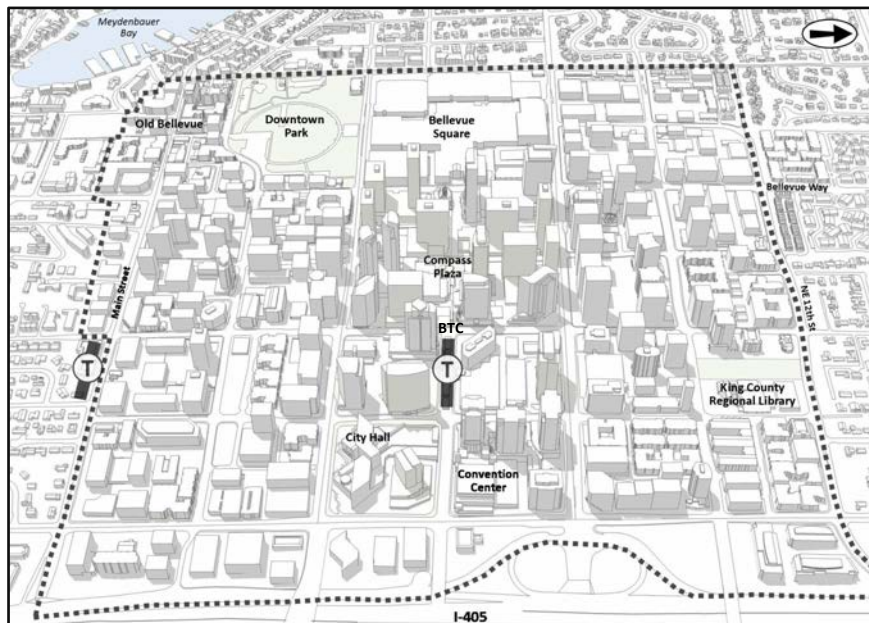 Meydenbauer
Bay
Old Bellevue
Downtown
Park
Bellevue
Square
Bellevue Way
Compass
Plaza
Main Street
NE 12th St
BTC
T
T
King County
Regional Library
City Hall
Convention
Center
I-405